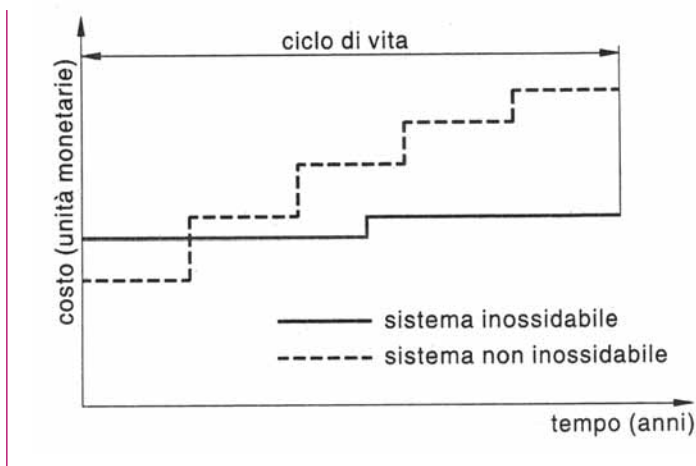 ciclo di vita
costo (unità monetarie)
sistema inossidabile
sistema non inossidabile
tempo (anni)